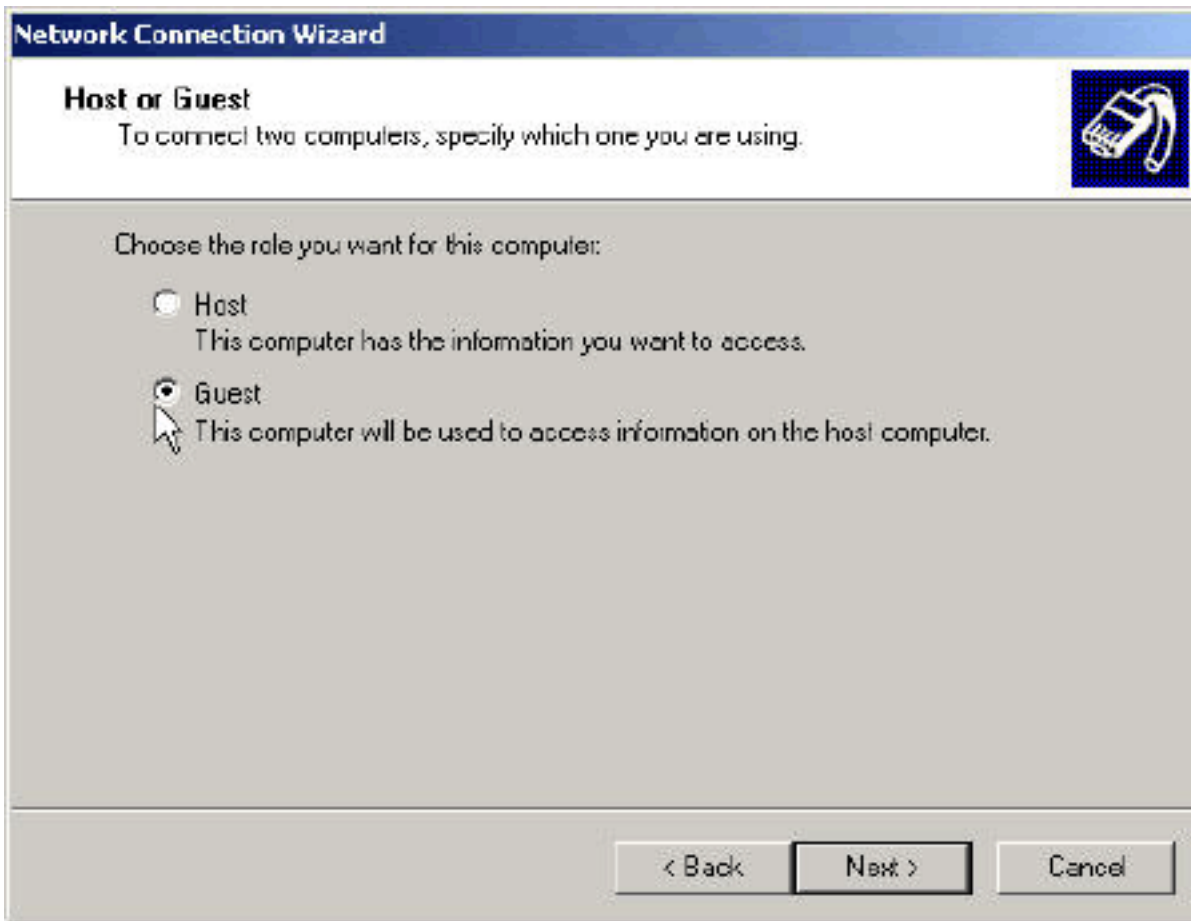 Network Connection Wizard
Host or Guest
To connect two computers, specify which one you are using.
Choose the role you want for this computer:
Host
This computer has the information you want to access.
Guest
This computer will be used to access information on the host computer.
< Back Next > Cancel